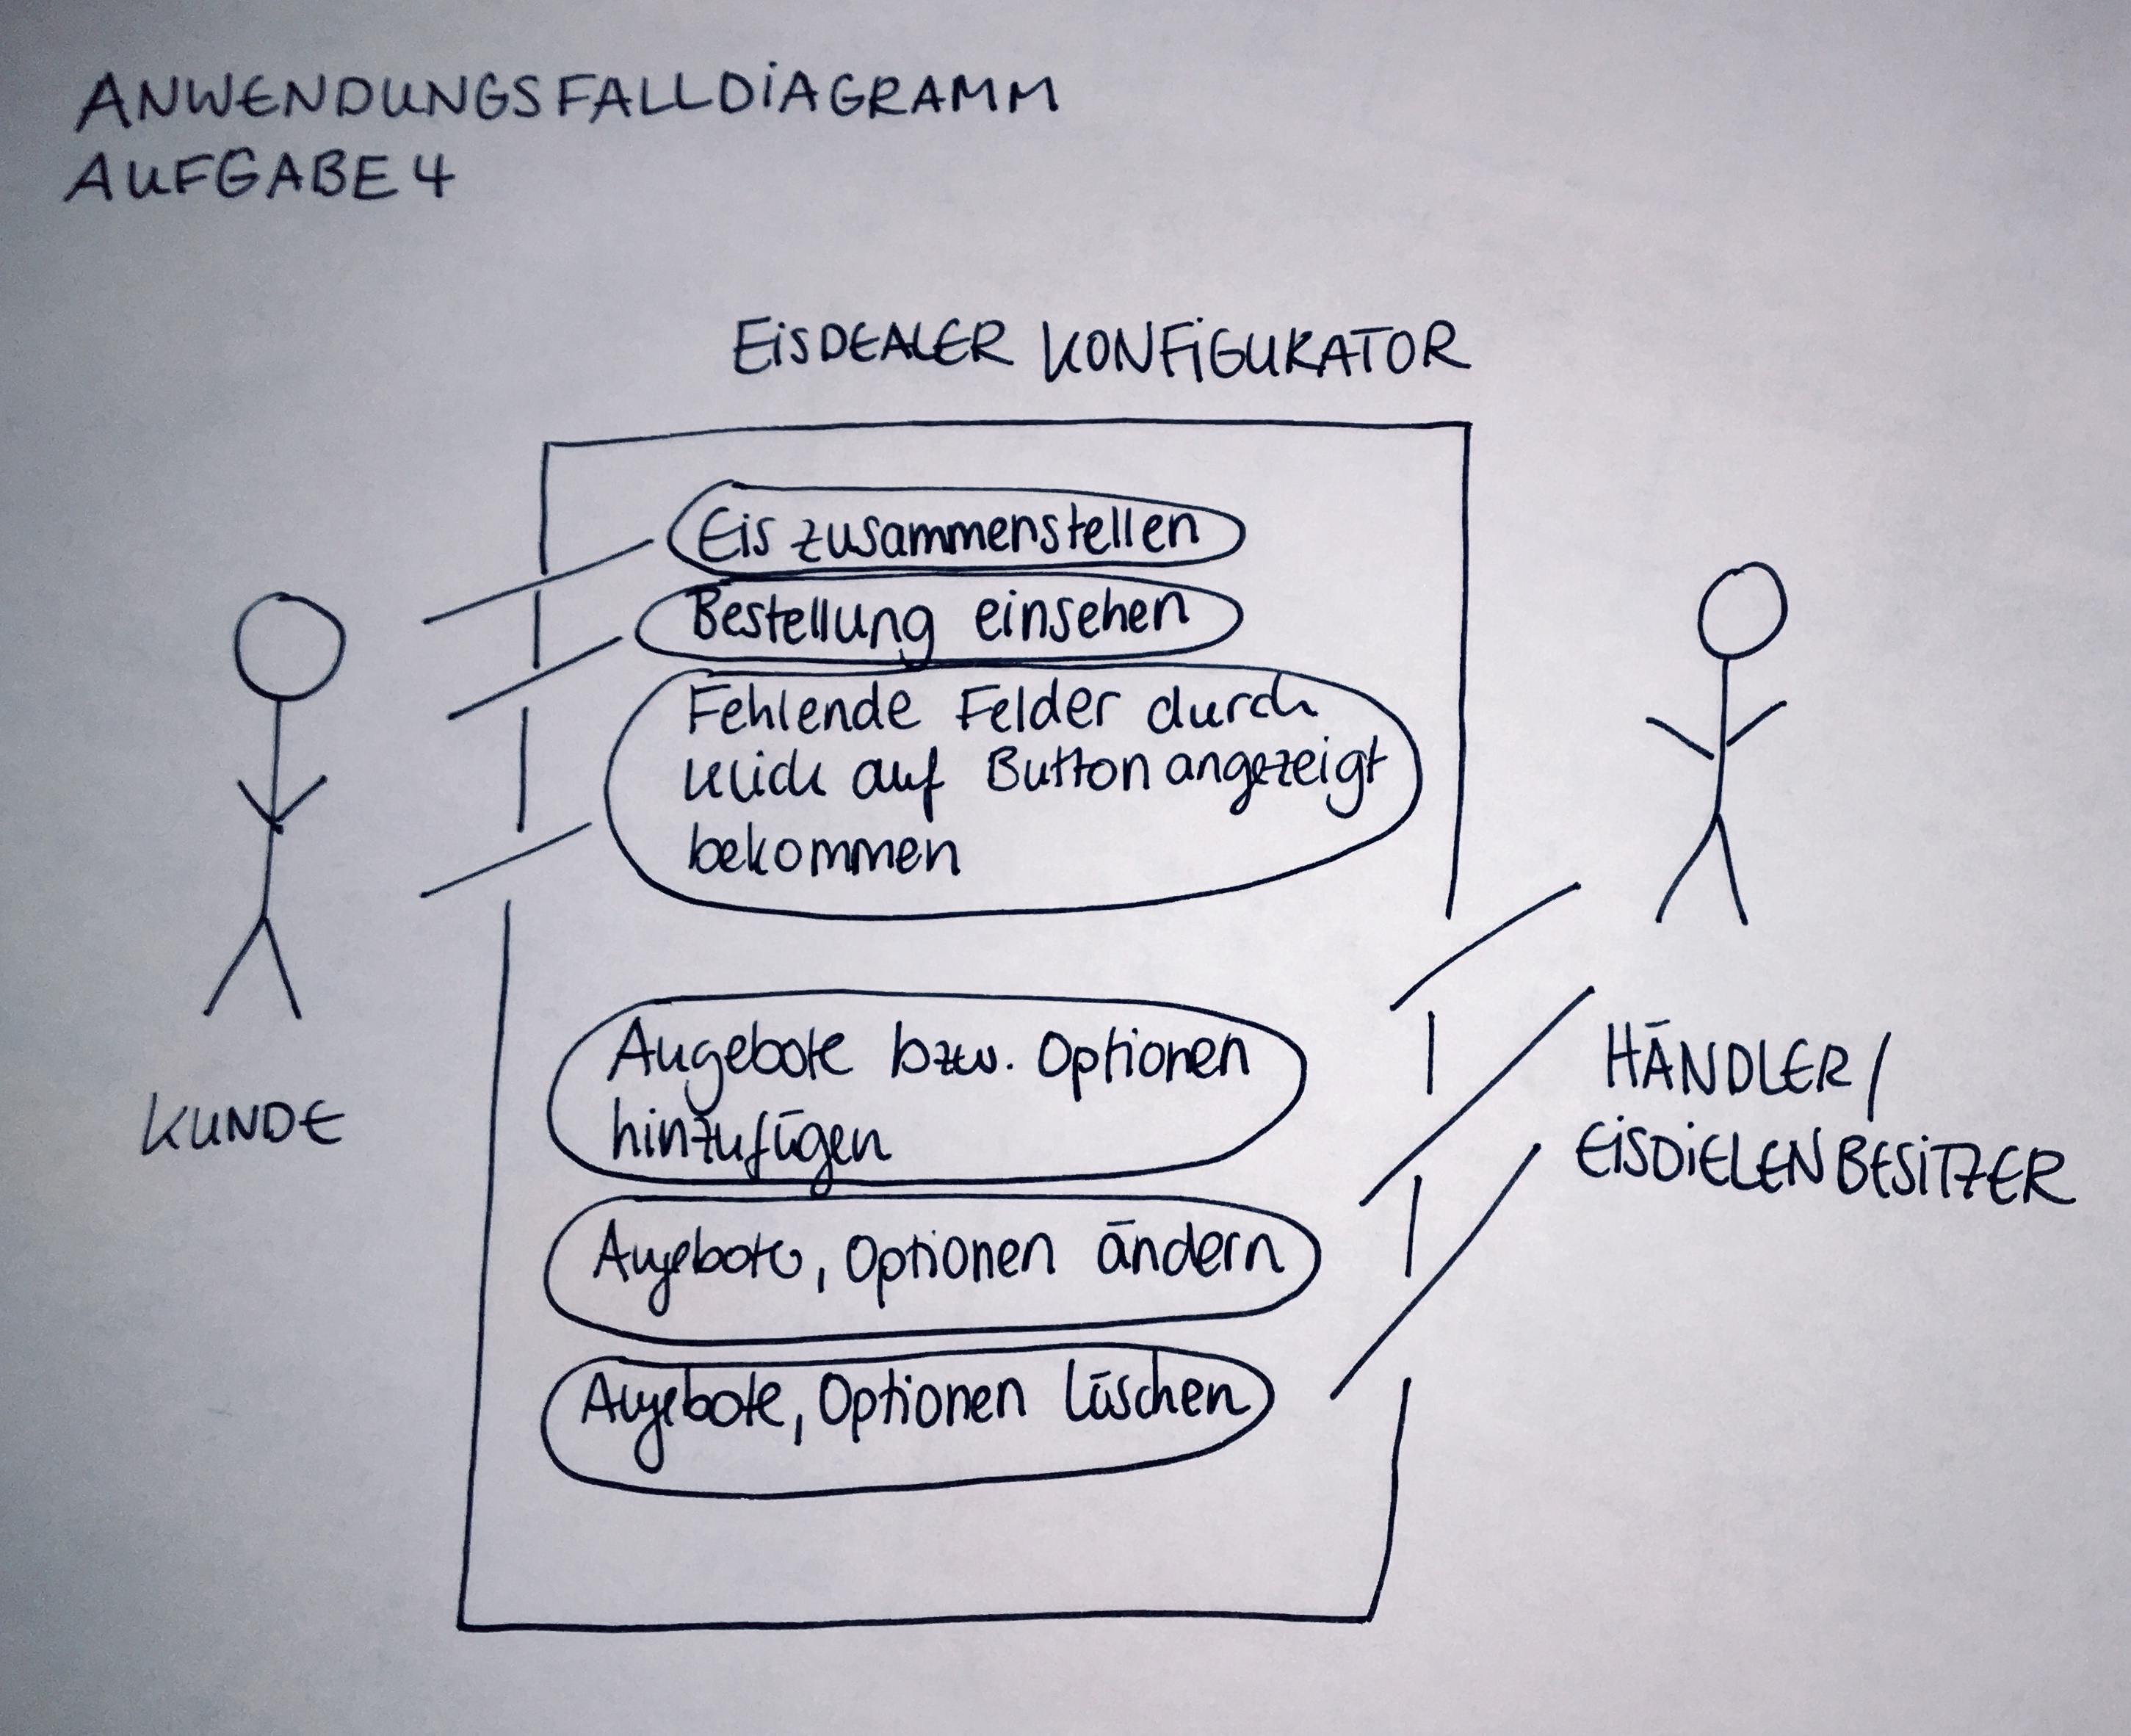 ANWENDUNGSFALLDIAGRAMM
AUFGABE 4
EISDEALER KONFIGURATOR
Eis zusammenstellen
Bestellung einsehen
Fehlende Felder durch
Klick auf Button angezeigt
bekommen
Angebote bzw. Optionen
hinzufügen
Angebote, Optionen ändern
Angebote, Optionen löschen
KUNDE
HÄNDLER/
EISDIELENBESITZER